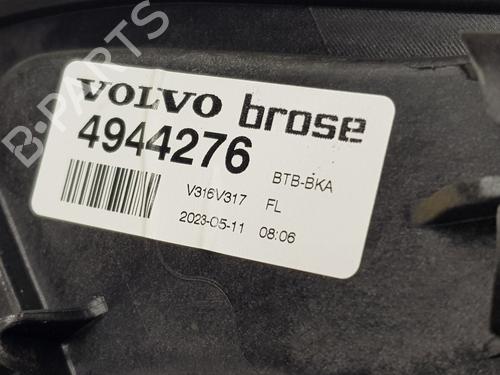 B-PARTS
VOLVO brose
4944276
BTB-BKA
V316V317 FL
2023-05-11 08:06